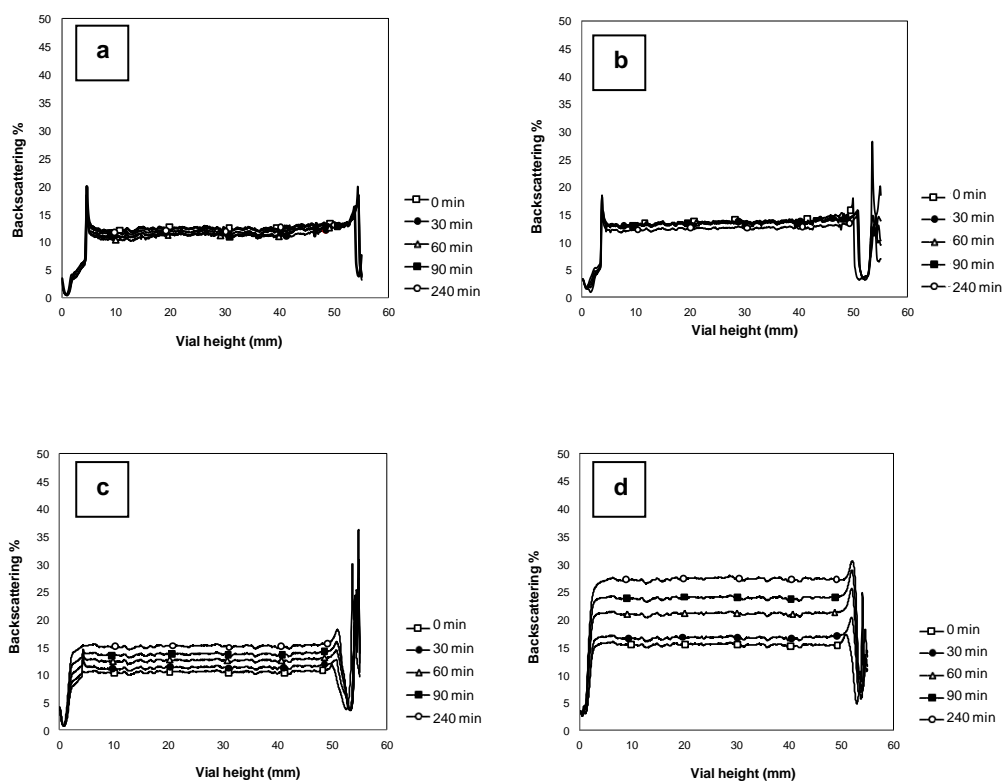 a
50
45
40
35
30
25
20
15
10
5
0
Backscattering %
0 10 20 30 40 50 60
Vial height (mm)
0 min
30 min
60 min
90 min
240 min
b
50
45
40
35
30
25
20
15
10
5
0
Backscattering %
0 10 20 30 40 50 60
Vial height (mm)
0 min
30 min
60 min
90 min
240 min
c
50
45
40
35
30
25
20
15
10
5
0
Backscattering %
0 10 20 30 40 50 60
Vial height (mm)
0 min
30 min
60 min
90 min
240 min
d
50
45
40
35
30
25
20
15
10
5
0
Backscattering %
0 10 20 30 40 50 60
Vial height (mm)
0 min
30 min
60 min
90 min
240 min